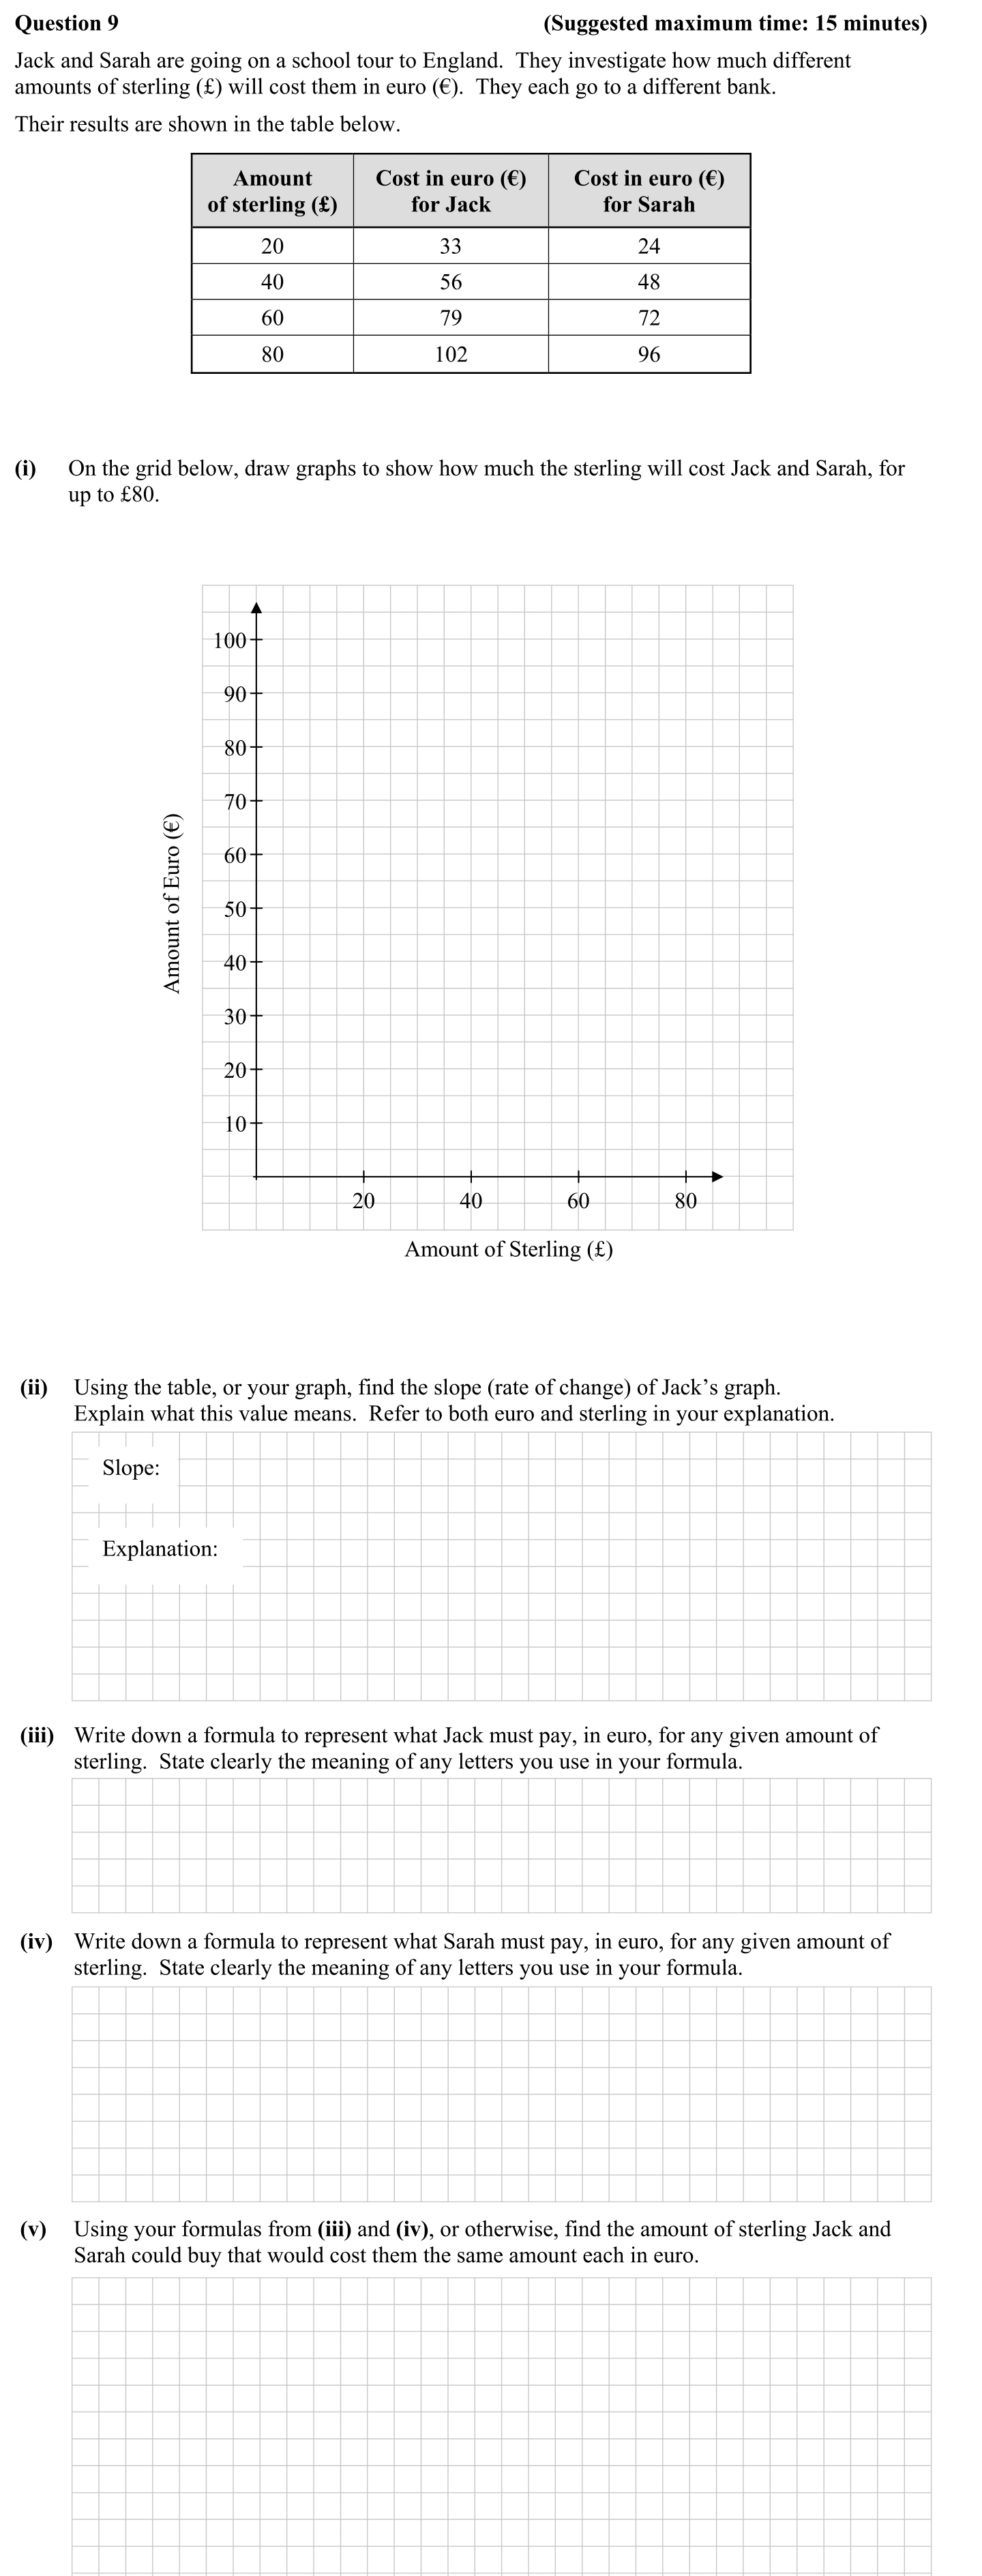 Question 9 (Suggested maximum time: 15 minutes)
Jack and Sarah are going on a school tour to England. They investigate how much different
amounts of sterling (£) will cost them in euro (€). They each go to a different bank.
Their results are shown in the table below.
Amount of sterling (£) Cost in euro (€) for Jack Cost in euro (€) for Sarah
20 33 24
40 56 48
60 79 72
80 102 96
(i) On the grid below, draw graphs to show how much the sterling will cost Jack and Sarah, for
up to £80.
100
90
80
70
60
50
40
30
20
10
Amount of Euro (€)
20 40 60 80
Amount of Sterling (£)
(ii) Using the table, or your graph, find the slope (rate of change) of Jack’s graph.
Explain what this value means. Refer to both euro and sterling in your explanation.
Slope:
Explanation:
(iii) Write down a formula to represent what Jack must pay, in euro, for any given amount of
sterling. State clearly the meaning of any letters you use in your formula.
(iv) Write down a formula to represent what Sarah must pay, in euro, for any given amount of
sterling. State clearly the meaning of any letters you use in your formula.
(v) Using your formulas from (iii) and (iv), or otherwise, find the amount of sterling Jack and
Sarah could buy that would cost them the same amount each in euro.